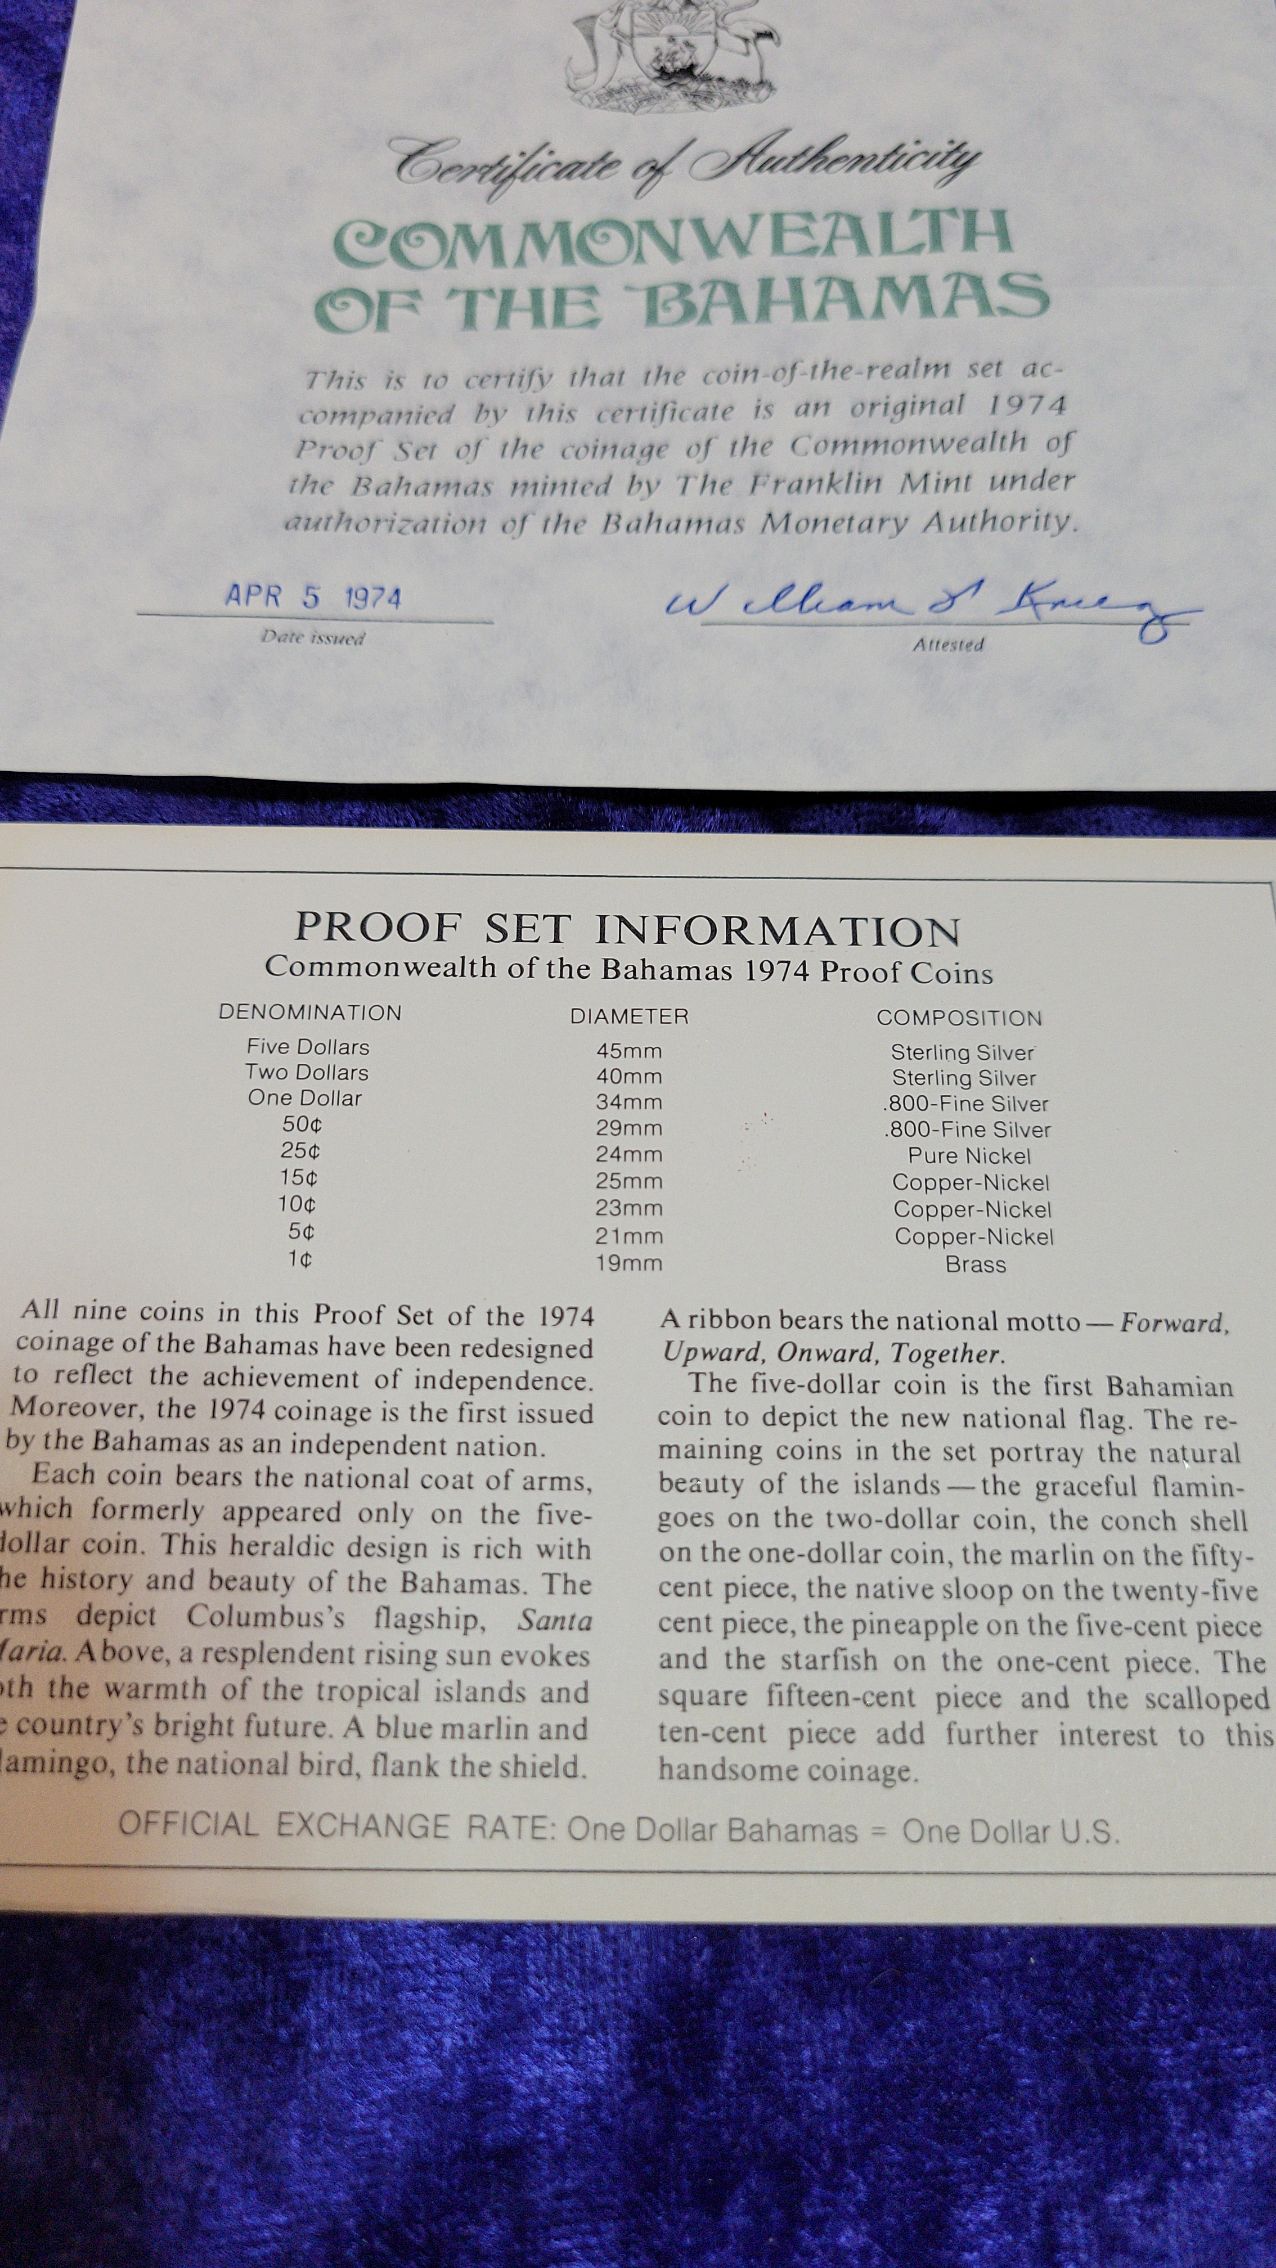 Certificate of Authenticity
COMMONWEALTH
OF THE BAHAMAS
This is to certify that the coin-of-the-realm set ac-
companied by this certificate is an original 1974
Proof Set of the coinage of the Commonwealth of
the Bahamas minted by The Franklin Mint under
authorization of the Bahamas Monetary Authority.
APR 5 1974
William
Date issued
Attested
PROOF SET INFORMATION
Commonwealth of the Bahamas 1974 Proof Coins
DENOMINATION DIAMETER COMPOSITION
Five Dollars 45mm Sterling Silver
Two Dollars 40mm Sterling Silver
One Dollar 34mm .800-Fine Silver
50¢ 29mm .800-Fine Silver
25¢ 24mm Pure Nickel
15¢ 25mm Copper-Nickel
10¢ 23mm Copper-Nickel
5¢ 21mm Copper-Nickel
1¢ 19mm Brass
All nine coins in this Proof Set of the 1974
coinage of the Bahamas have been redesigned
to reflect the achievement of independence.
Moreover, the 1974 coinage is the first issued
by the Bahamas as an independent nation.
Each coin bears the national coat of arms,
which formerly appeared only on the five-
dollar coin. This heraldic design is rich with
he history and beauty of the Bahamas. The
rms depict Columbus's flagship, Santa
Maria. Above, a resplendent rising sun evokes
oth the warmth of the tropical islands and
e country's bright future. A blue marlin and
lamingo, the national bird, flank the shield.
A ribbon bears the national motto — Forward,
Upward, Onward, Together.
The five-dollar coin is the first Bahamian
coin to depict the new national flag. The re-
maining coins in the set portray the natural
beauty of the islands — the graceful flamin-
goes on the two-dollar coin, the conch shell
on the one-dollar coin, the marlin on the fifty-
cent piece, the native sloop on the twenty-five
cent piece, the pineapple on the five-cent piece
and the starfish on the one-cent piece. The
square fifteen-cent piece and the scalloped
ten-cent piece add further interest to this
handsome coinage.
OFFICIAL EXCHANGE RATE: One Dollar Bahamas = One Dollar U.S.